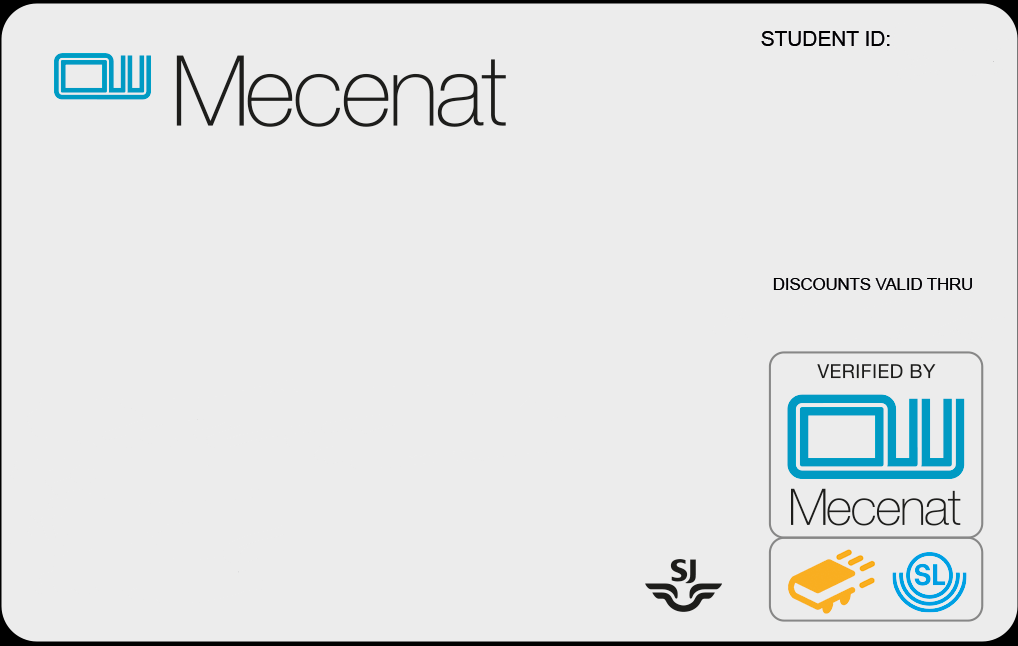 STUDENT ID:
Mecenat
DISCOUNTS VALID THRU
VERIFIED BY
Mecenat
SJ
SL